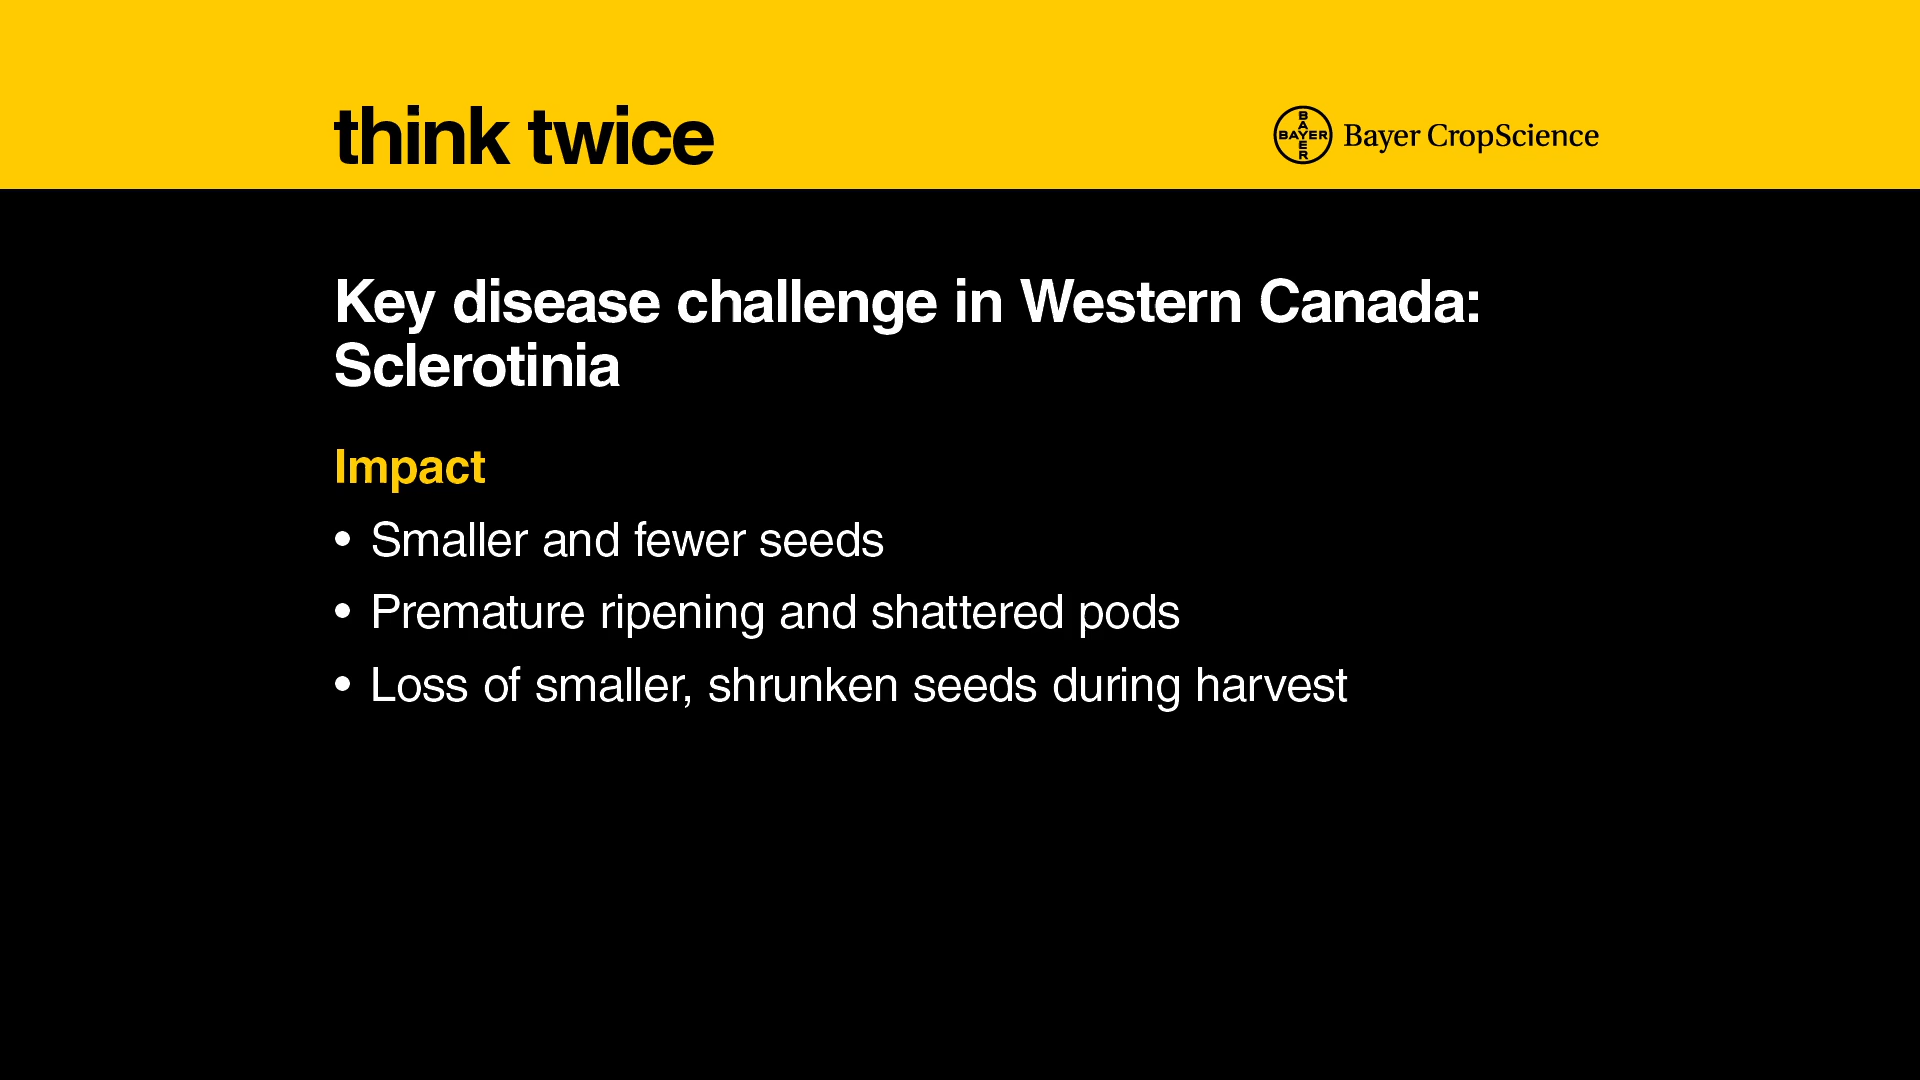 think twice
BAYER
BAYER
Bayer CropScience
Key disease challenge in Western Canada:
Sclerotinia
Impact
• Smaller and fewer seeds
• Premature ripening and shattered pods
• Loss of smaller, shrunken seeds during harvest